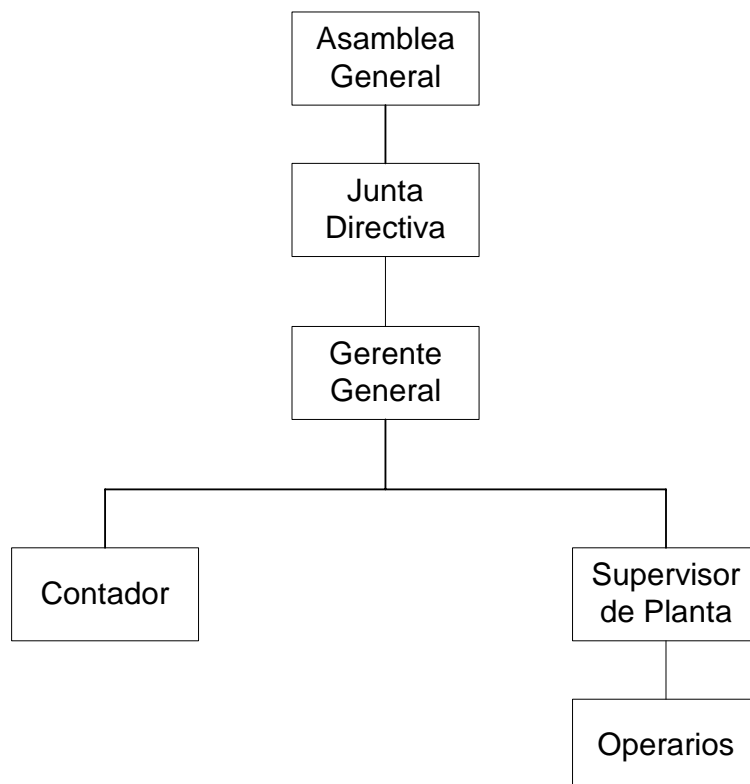 Asamblea
General
Junta
Directiva
Gerente
General
Contador
Supervisor
de Planta
Operarios